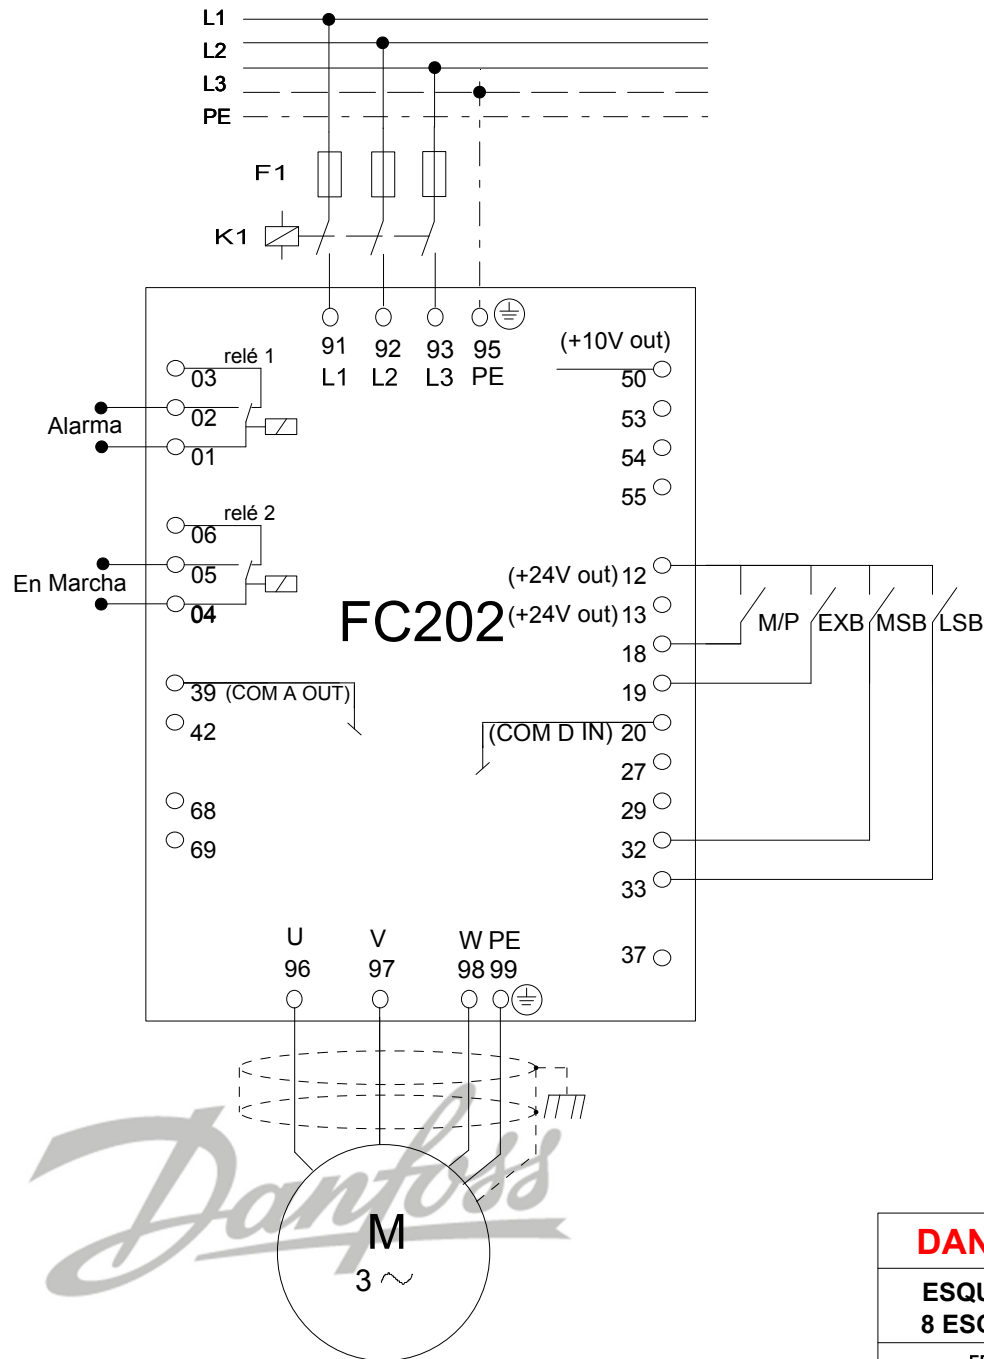 L1
L2
L3
PE
F1
K1
91 92 93 95
L1 L2 L3 PE
(+10V out)
50
53
54
55
relé 1
03
02
01
Alarma
relé 2
06
05
04
En Marcha
FC202
(+24V out) 12
(+24V out) 13
18
19
(COM D IN) 20
27
29
32
33
37
M/P EXB MSB LSB
39 (COM A OUT)
42
68
69
U V W PE
96 97 98 99
Danfoss
M
3 ~
DAN
ESQU
8 ESC